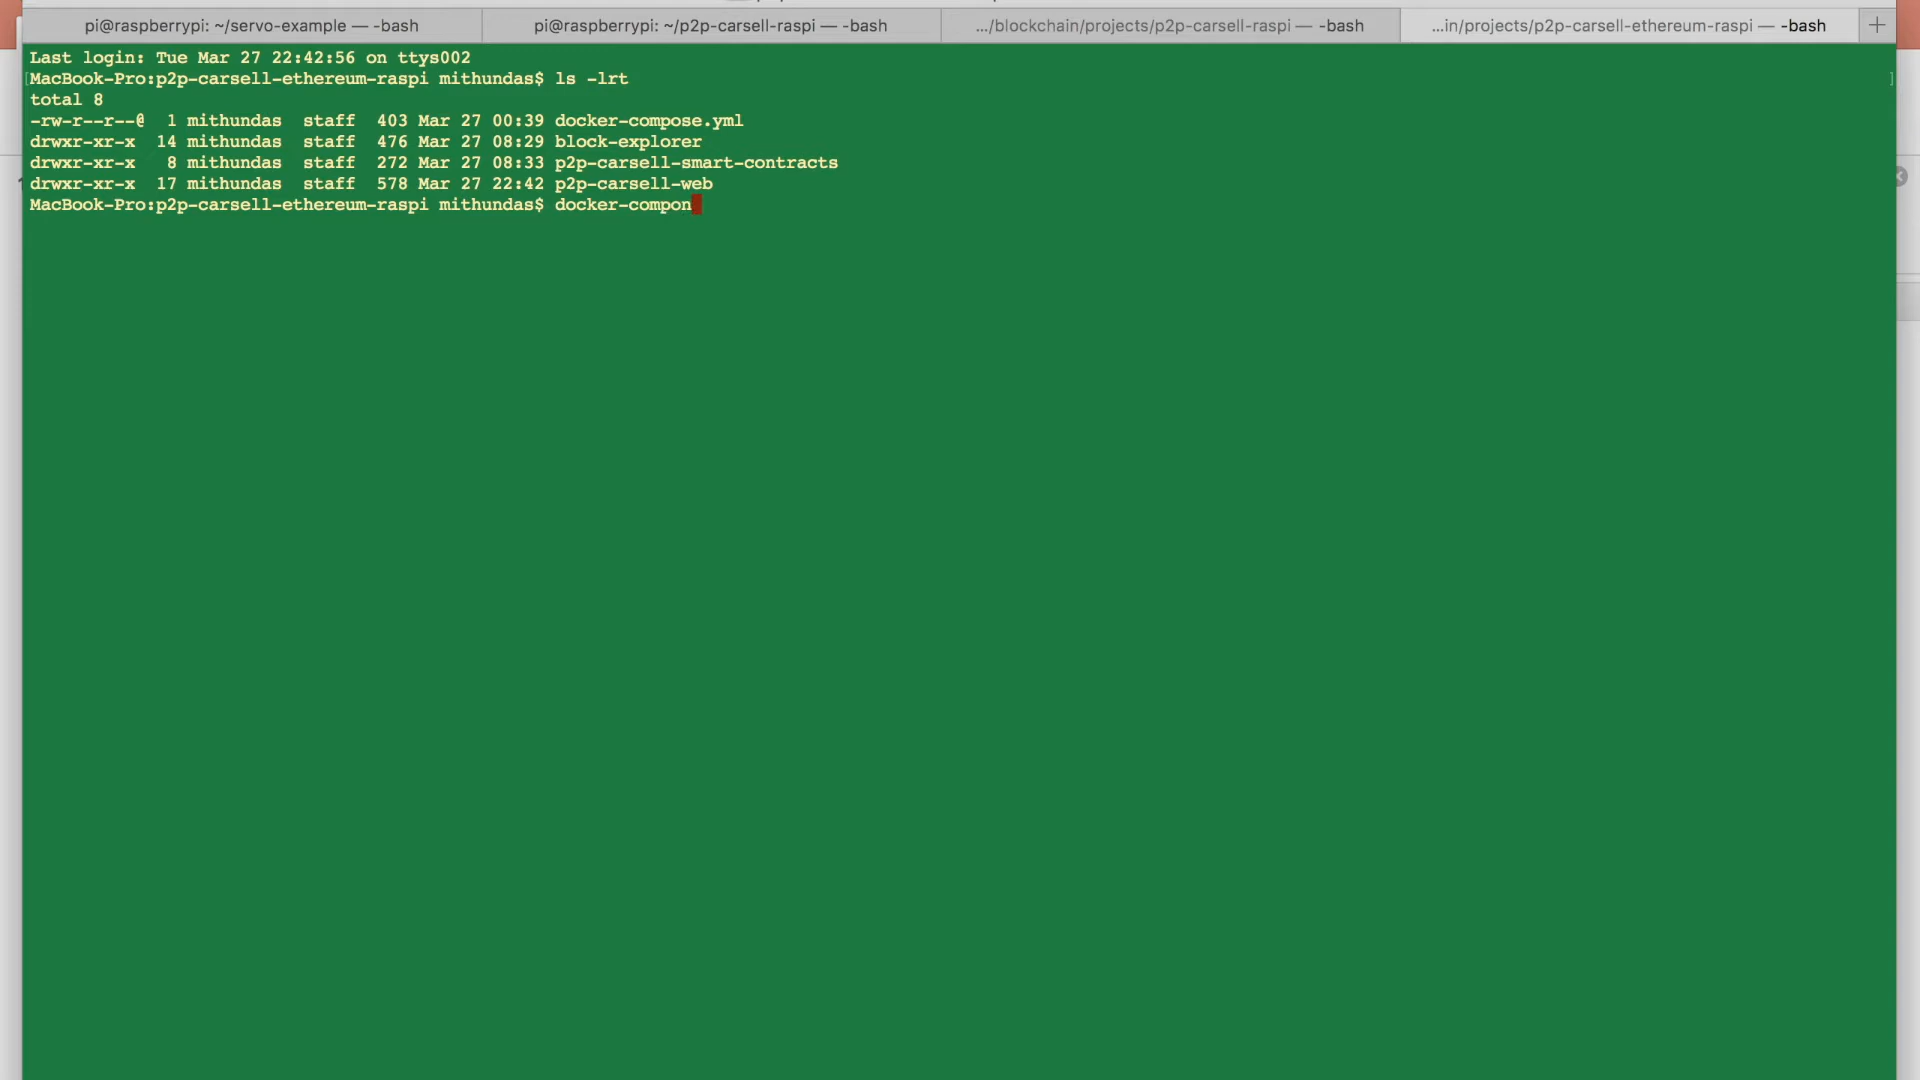 pi@raspberrypi: ~/servo-example — -bash
pi@raspberrypi: ~/p2p-carsell-raspi — -bash
.../blockchain/projects/p2p-carsell-raspi — -bash
...in/projects/p2p-carsell-ethereum-raspi — -bash
Last login: Tue Mar 27 22:42:56 on ttys002
[MacBook-Pro:p2p-carsell-ethereum-raspi mithundas$ ls -lrt ]
total 8
-rw-r--r--@ 1 mithundas staff 403 Mar 27 00:39 docker-compose.yml
drwxr-xr-x 14 mithundas staff 476 Mar 27 08:29 block-explorer
drwxr-xr-x 8 mithundas staff 272 Mar 27 08:33 p2p-carsell-smart-contracts
drwxr-xr-x 17 mithundas staff 578 Mar 27 22:42 p2p-carsell-web
MacBook-Pro:p2p-carsell-ethereum-raspi mithundas$ docker-compon